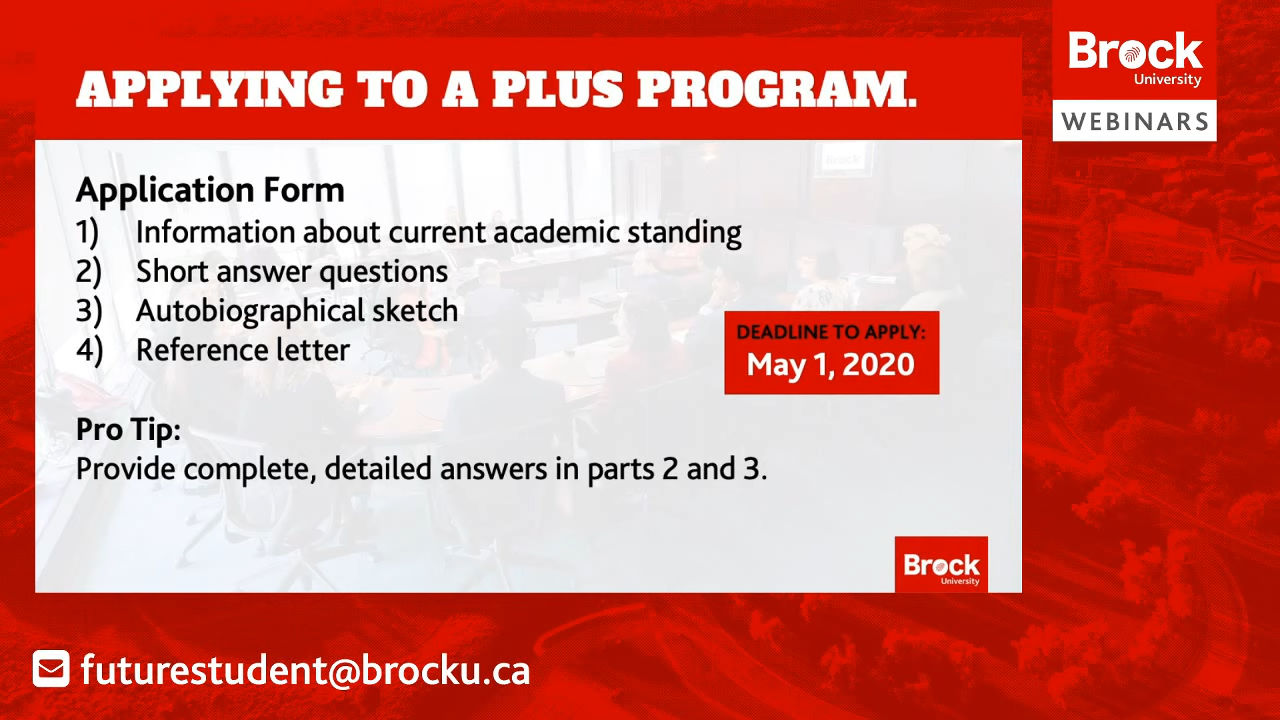 Brock
University
WEBINARS
APPLYING TO A PLUS PROGRAM.
Application Form
1) Information about current academic standing
2) Short answer questions
3) Autobiographical sketch
4) Reference letter
DEADLINE TO APPLY:
May 1, 2020
Pro Tip:
Provide complete, detailed answers in parts 2 and 3.
Brock
Brock
University
futurestudent@brocku.ca